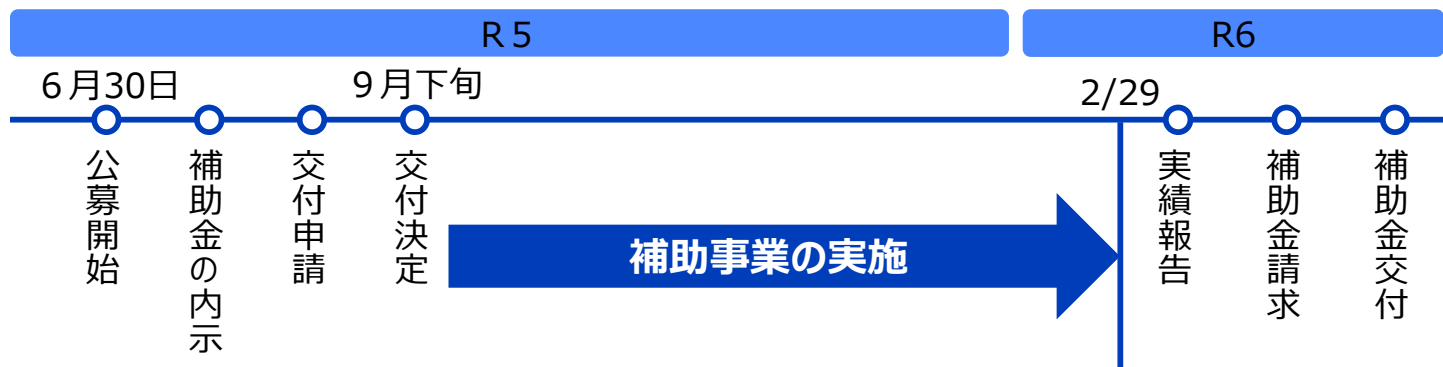 R５
R6
６月30日
９月下旬
2/29
公募開始
補助金の内示
交付申請
交付決定
補助事業の実施
実績報告
補助金請求
補助金交付